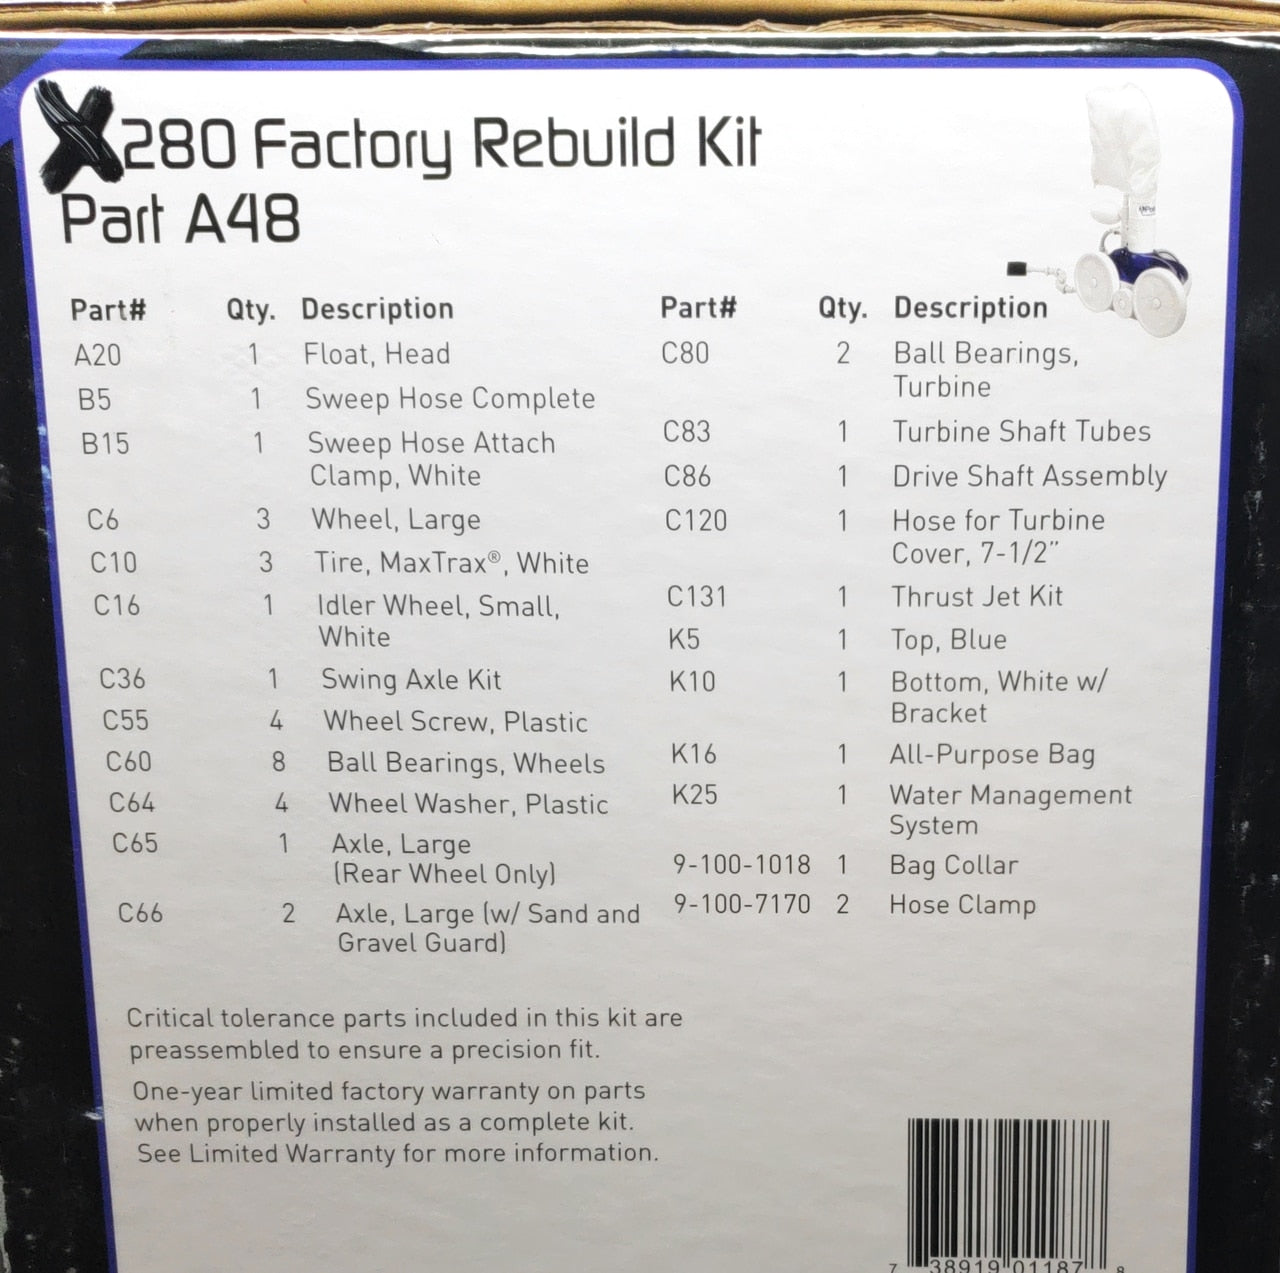 X280 Factory Rebuild Kit
Part A48
Part# Qty. Description
A20 1 Float, Head
B5 1 Sweep Hose Complete
B15 1 Sweep Hose Attach
Clamp, White
C6 3 Wheel, Large
C10 3 Tire, MaxTrax®, White
C16 1 Idler Wheel, Small,
White
C36 1 Swing Axle Kit
C55 4 Wheel Screw, Plastic
C60 8 Ball Bearings, Wheels
C64 4 Wheel Washer, Plastic
C65 1 Axle, Large
(Rear Wheel Only)
C66 2 Axle, Large (w/ Sand and
Gravel Guard)
Part# Qty. Description
C80 2 Ball Bearings,
Turbine
C83 1 Turbine Shaft Tubes
C86 1 Drive Shaft Assembly
C120 1 Hose for Turbine
Cover, 7-1/2”
C131 1 Thrust Jet Kit
K5 1 Top, Blue
K10 1 Bottom, White w/
Bracket
K16 1 All-Purpose Bag
K25 1 Water Management
System
9-100-1018 1 Bag Collar
9-100-7170 2 Hose Clamp
Critical tolerance parts included in this kit are
preassembled to ensure a precision fit.
One-year limited factory warranty on parts
when properly installed as a complete kit.
See Limited Warranty for more information.
7 38919 01187 8